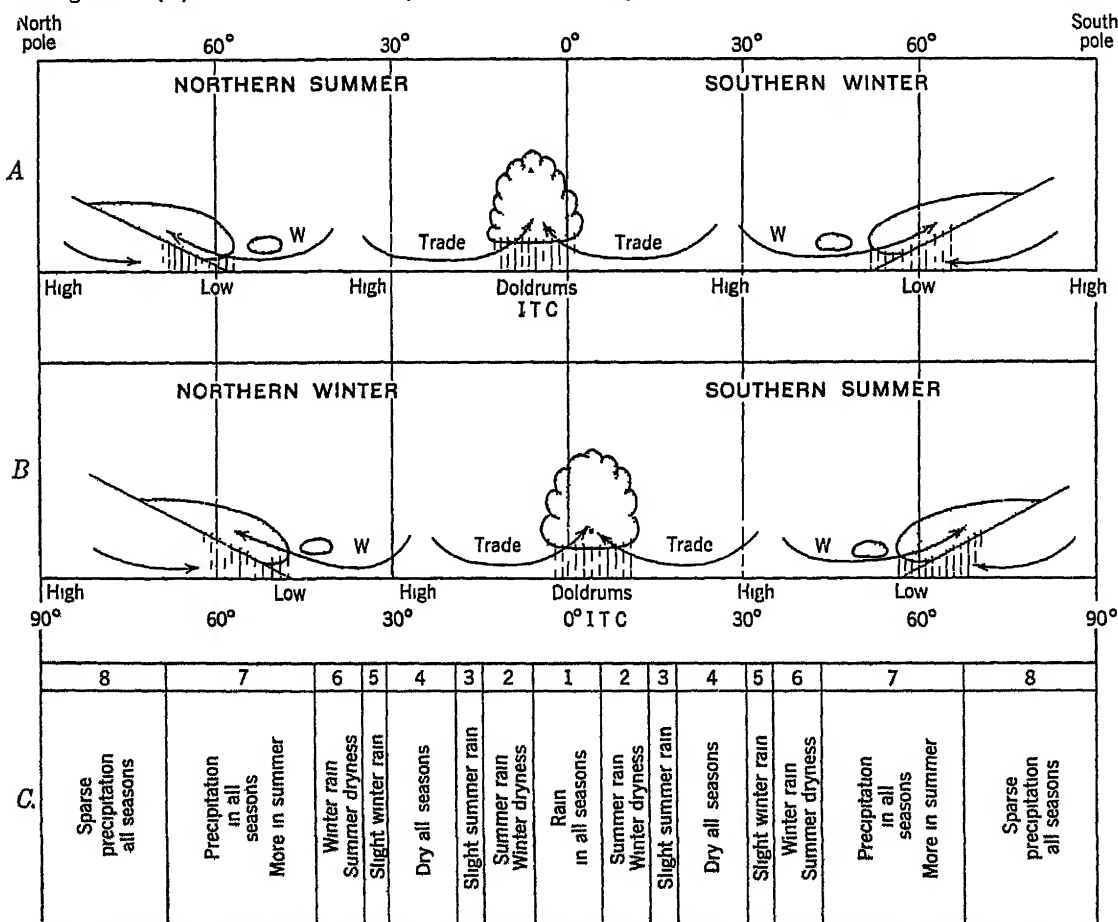 North
pole
60°
30°
0°
30°
60°
South
pole
NORTHERN SUMMER
SOUTHERN WINTER
A
W
Trade
Trade
W
High
Low
High
Doldrums
ITC
High
Low
High
NORTHERN WINTER
SOUTHERN SUMMER
B
W
Trade
Trade
W
High
Low
High
Doldrums
High
Low
90°
60°
30°
0° ITC
30°
60°
90°
8
7
6
5
4
3
2
1
2
3
4
5
6
7
8
C.
Sparse
precipitation
all seasons
Precipitation
in all
seasons
More in summer
Winter rain
Summer dryness
Slight winter rain
Dry all seasons
Slight summer rain
Summer rain
Winter dryness
Rain
in all seasons
Summer rain
Winter dryness
Slight summer rain
Dry all seasons
Slight winter rain
Winter rain
Summer dryness
Precipitation
in all
seasons
More in summer
Sparse
precipitation
all seasons